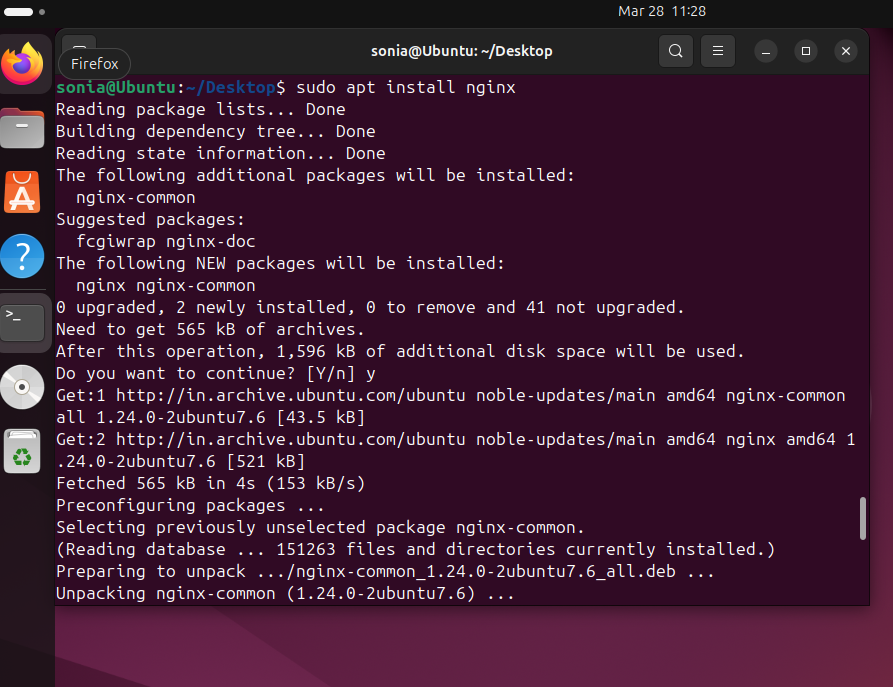 Mar 28 11:28
sonia@Ubuntu: ~/Desktop
Firefox
sonia@Ubuntu:~/Desktop$ sudo apt install nginx
Reading package lists... Done
Building dependency tree... Done
Reading state information... Done
The following additional packages will be installed:
  nginx-common
Suggested packages:
  fcgiwrap nginx-doc
The following NEW packages will be installed:
  nginx nginx-common
0 upgraded, 2 newly installed, 0 to remove and 41 not upgraded.
Need to get 565 kB of archives.
After this operation, 1,596 kB of additional disk space will be used.
Do you want to continue? [Y/n] y
Get:1 http://in.archive.ubuntu.com/ubuntu noble-updates/main amd64 nginx-common
all 1.24.0-2ubuntu7.6 [43.5 kB]
Get:2 http://in.archive.ubuntu.com/ubuntu noble-updates/main amd64 nginx amd64 1
.24.0-2ubuntu7.6 [521 kB]
Fetched 565 kB in 4s (153 kB/s)
Preconfiguring packages ...
Selecting previously unselected package nginx-common.
(Reading database ... 151263 files and directories currently installed.)
Preparing to unpack .../nginx-common_1.24.0-2ubuntu7.6_all.deb ...
Unpacking nginx-common (1.24.0-2ubuntu7.6) ...